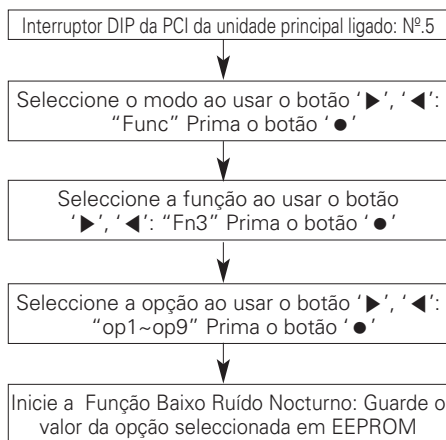 Interruptor DIP da PCI da unidade principal ligado: Nº.5
Seleccione o modo ao usar o botão ‘▶’, ‘◀’:
“Func” Prima o botão ‘●’
Seleccione a função ao usar o botão
‘▶’, ‘◀’: “Fn3” Prima o botão ‘●’
Seleccione a opção ao usar o botão ‘▶’, ‘◀’:
“op1~op9” Prima o botão ‘●’
Inicie a Função Baixo Ruído Nocturno: Guarde o
valor da opção seleccionada em EEPROM